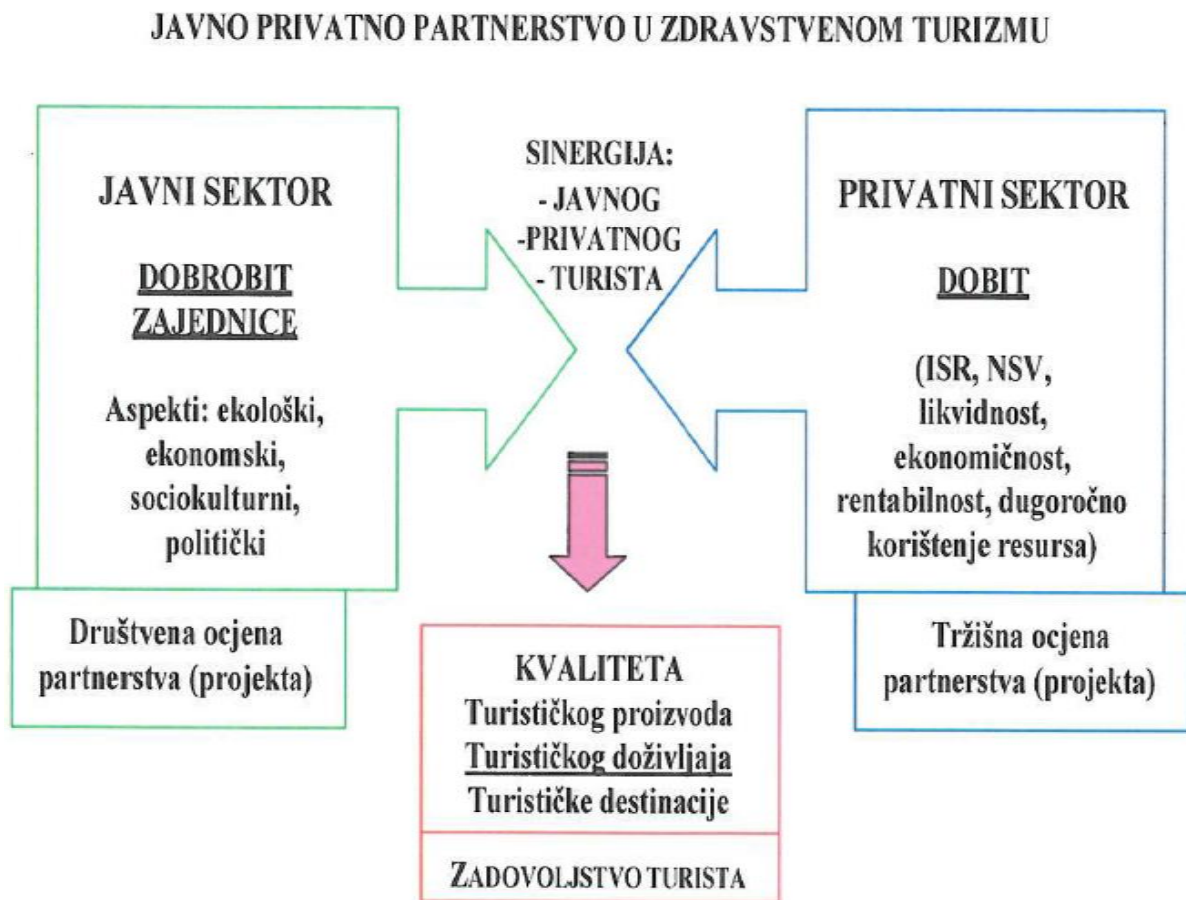 JAVNO PRIVATNO PARTNERSTVO U ZDRAVSTVENOM TURIZMU
JAVNI SEKTOR
DOBROBIT
ZAJEDNICE
Aspekti: ekološki,
ekonomski,
sociokulturni,
politički
Društvena ocjena
partnerstva (projekta)
SINERGIJA:
- JAVNOG
-PRIVATNOG
- TURISTA
PRIVATNI SEKTOR
DOBIT
(ISR, NSV,
likvidnost,
ekonomičnost,
rentabilnost, dugoročno
korištenje resursa)
Tržišna ocjena
partnerstva (projekta)
KVALITETA
Turističkog proizvoda
Turističkog doživljaja
Turističke destinacije
ZADOVOLJSTVO TURISTA